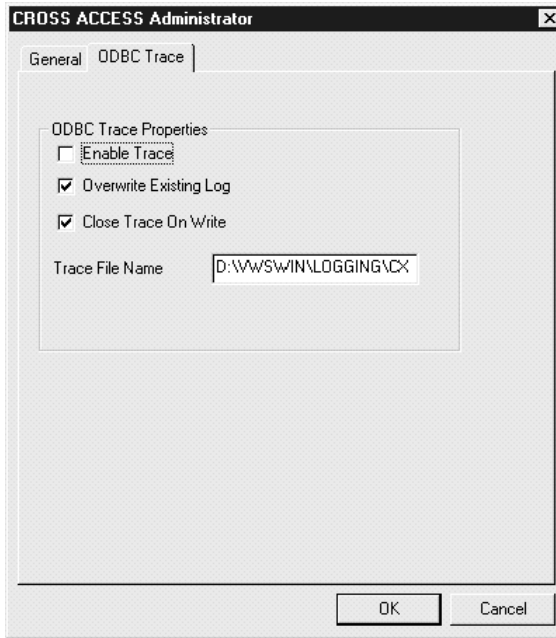 CROSS ACCESS Administrator
General ODBC Trace
ODBC Trace Properties
Enable Trace
Overwrite Existing Log
Close Trace On Write
Trace File Name D:\VWSWIN\LOGGING\CX
OK Cancel